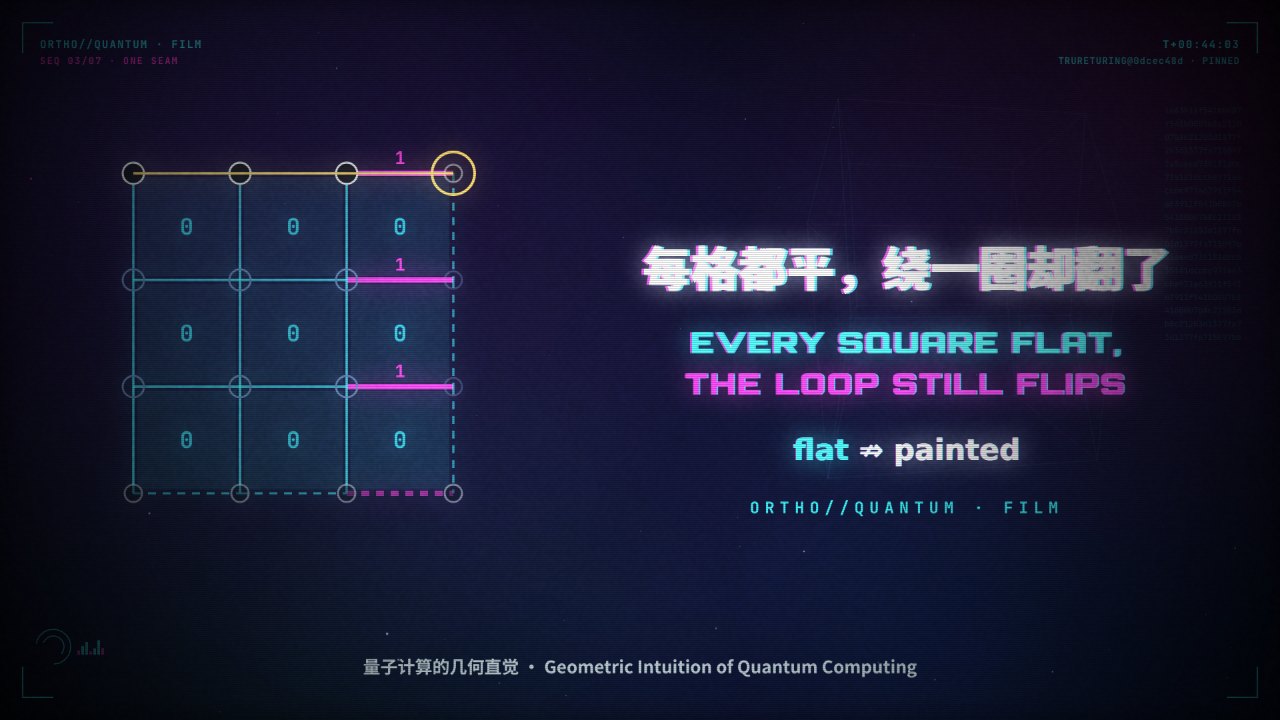 ORTHO//QUANTUM · FILM
SEQ 03/07 · ONE SEAM
T+00:44:03
TRURETURING@0dcec48d · PINNED
1
0 0 0
1
0 0 0
1
0 0 0
每格都平，绕一圈却翻了
EVERY SQUARE FLAT,
THE LOOP STILL FLIPS
flat ⇏ painted
ORTHO//QUANTUM · FILM
量子计算的几何直觉 • Geometric Intuition of Quantum Computing